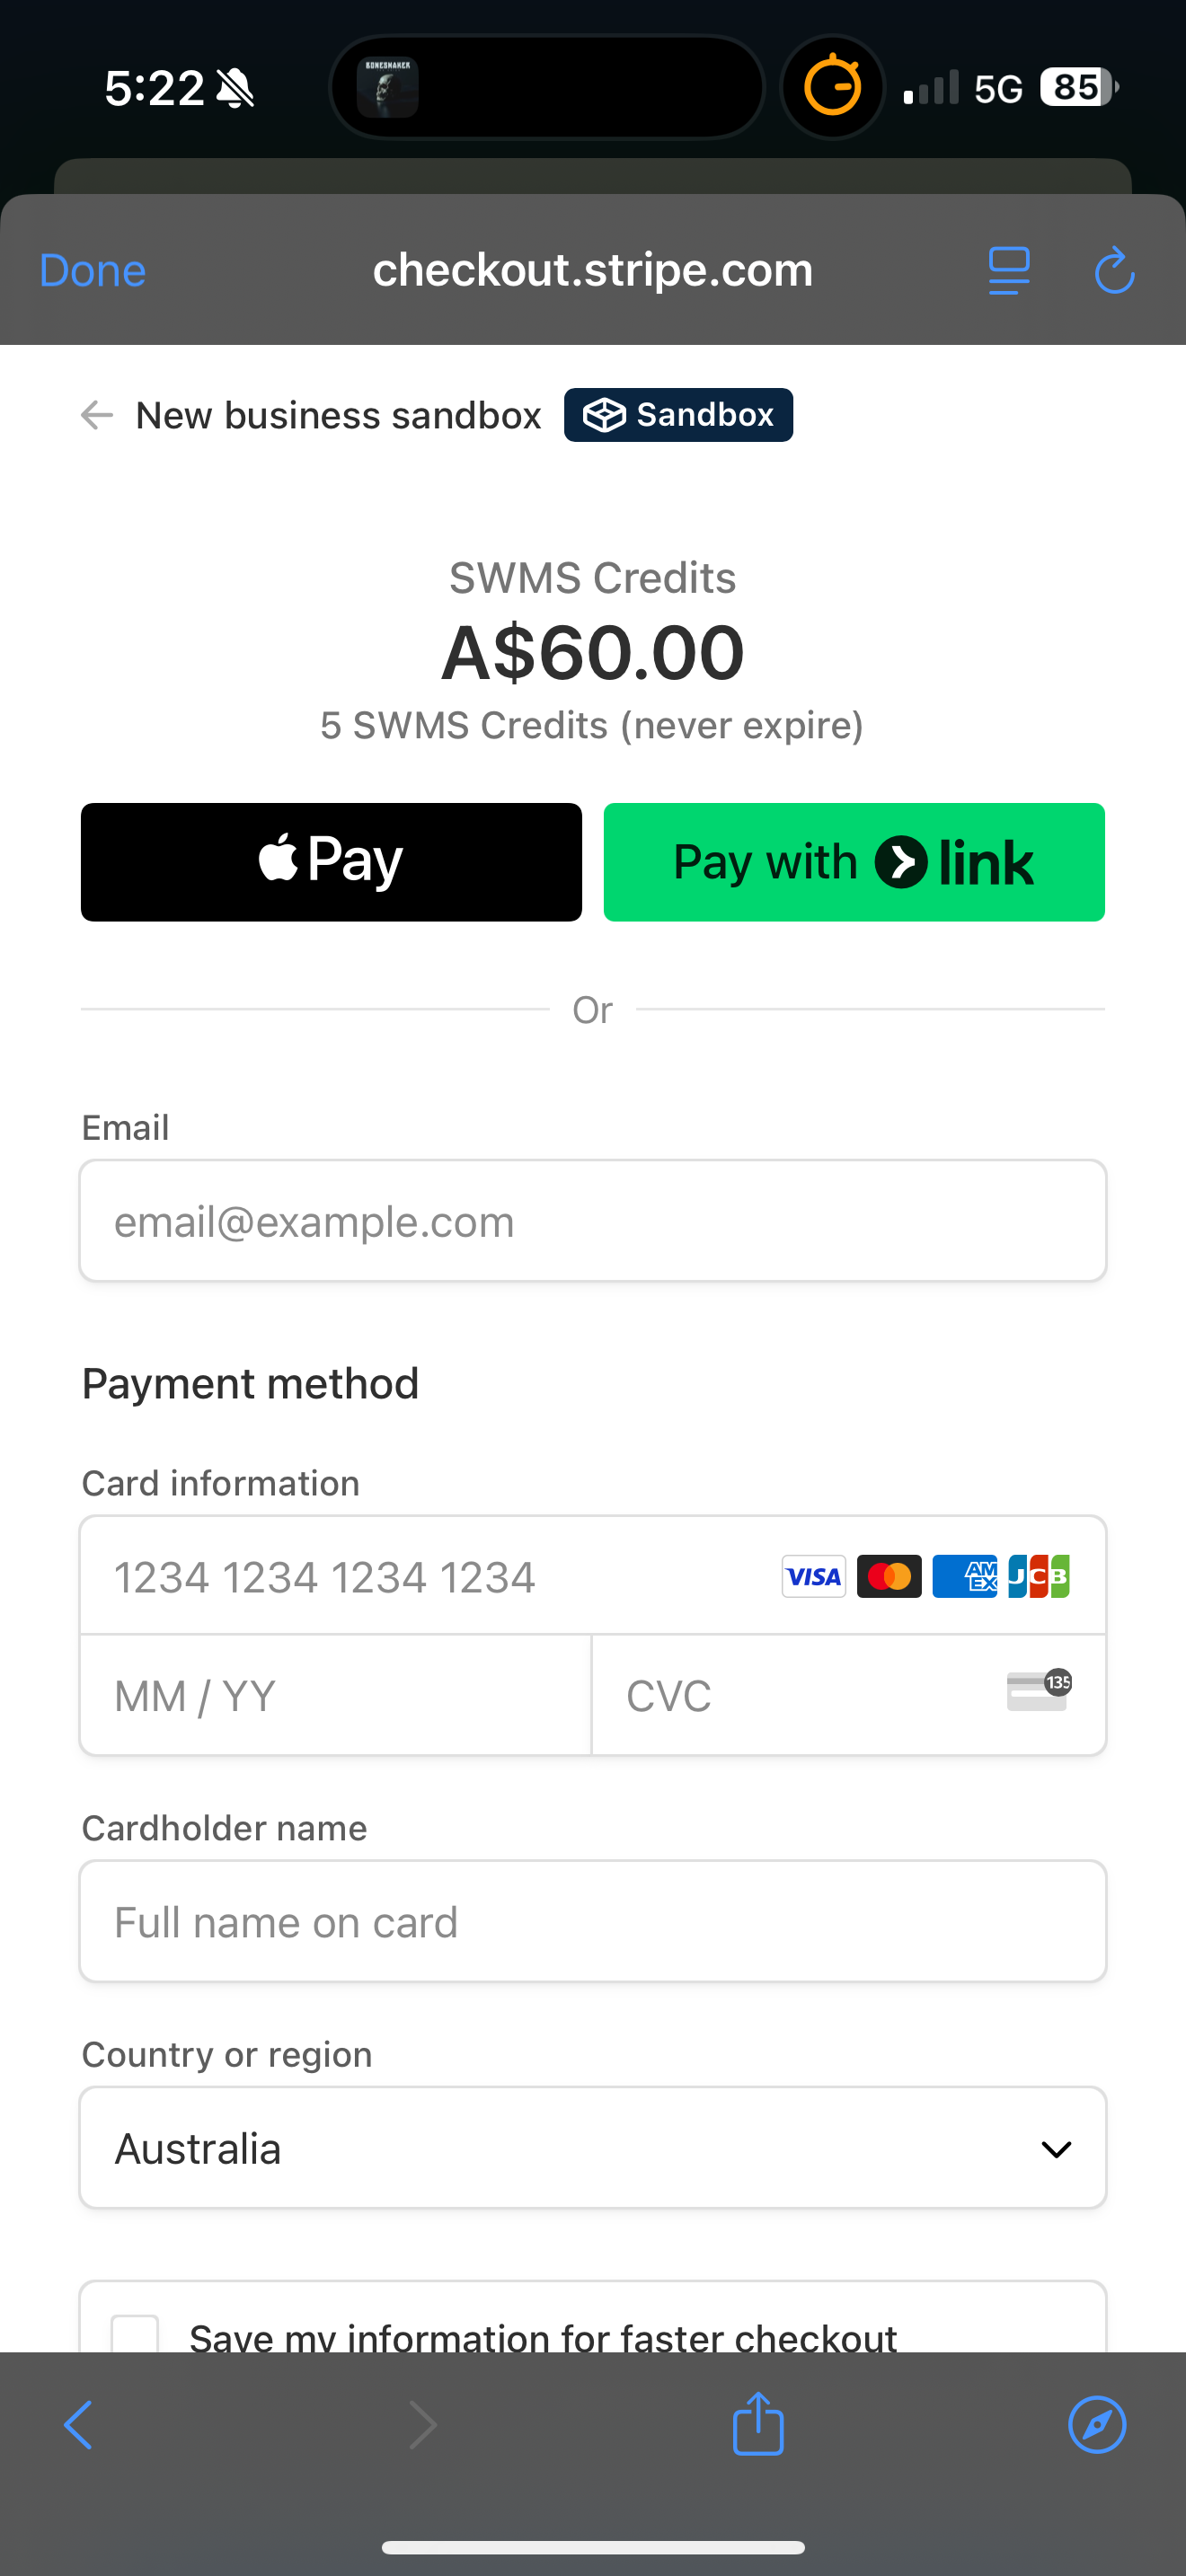 5:22
BONESHAKER
5G
85
Done
checkout.stripe.com
New business sandbox
Sandbox
SWMS Credits
A$60.00
5 SWMS Credits (never expire)
Pay
Pay with link
Or
Email
email@example.com
Payment method
Card information
1234 1234 1234 1234
VISA
AM
EX
JCB
MM / YY
CVC
135
Cardholder name
Full name on card
Country or region
Australia
Save my information for faster checkout